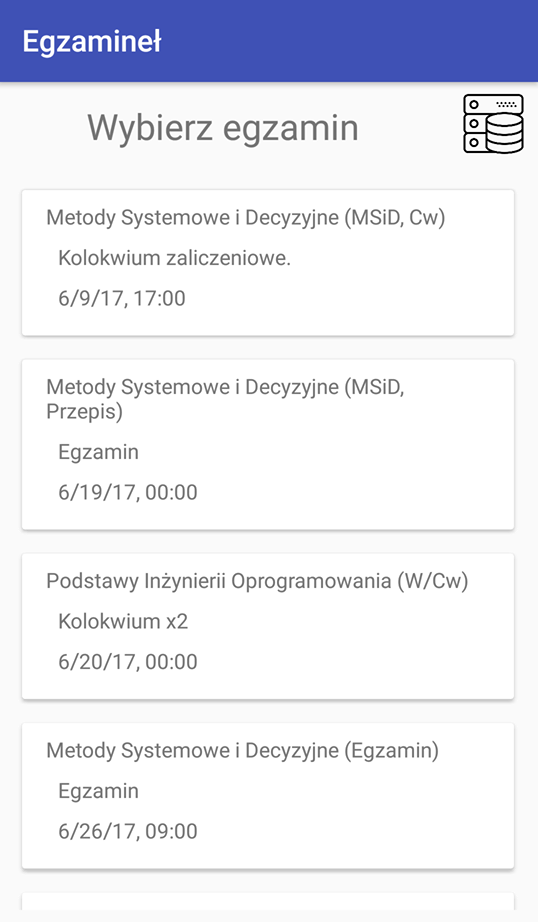 Egzamineł
Wybierz egzamin
Metody Systemowe i Decyzyjne (MSiD, Cw)
Kolokwium zaliczeniowe.
6/9/17, 17:00
Metody Systemowe i Decyzyjne (MSiD,
Przepis)
Egzamin
6/19/17, 00:00
Podstawy Inżynierii Oprogramowania (W/Cw)
Kolokwium x2
6/20/17, 00:00
Metody Systemowe i Decyzyjne (Egzamin)
Egzamin
6/26/17, 09:00